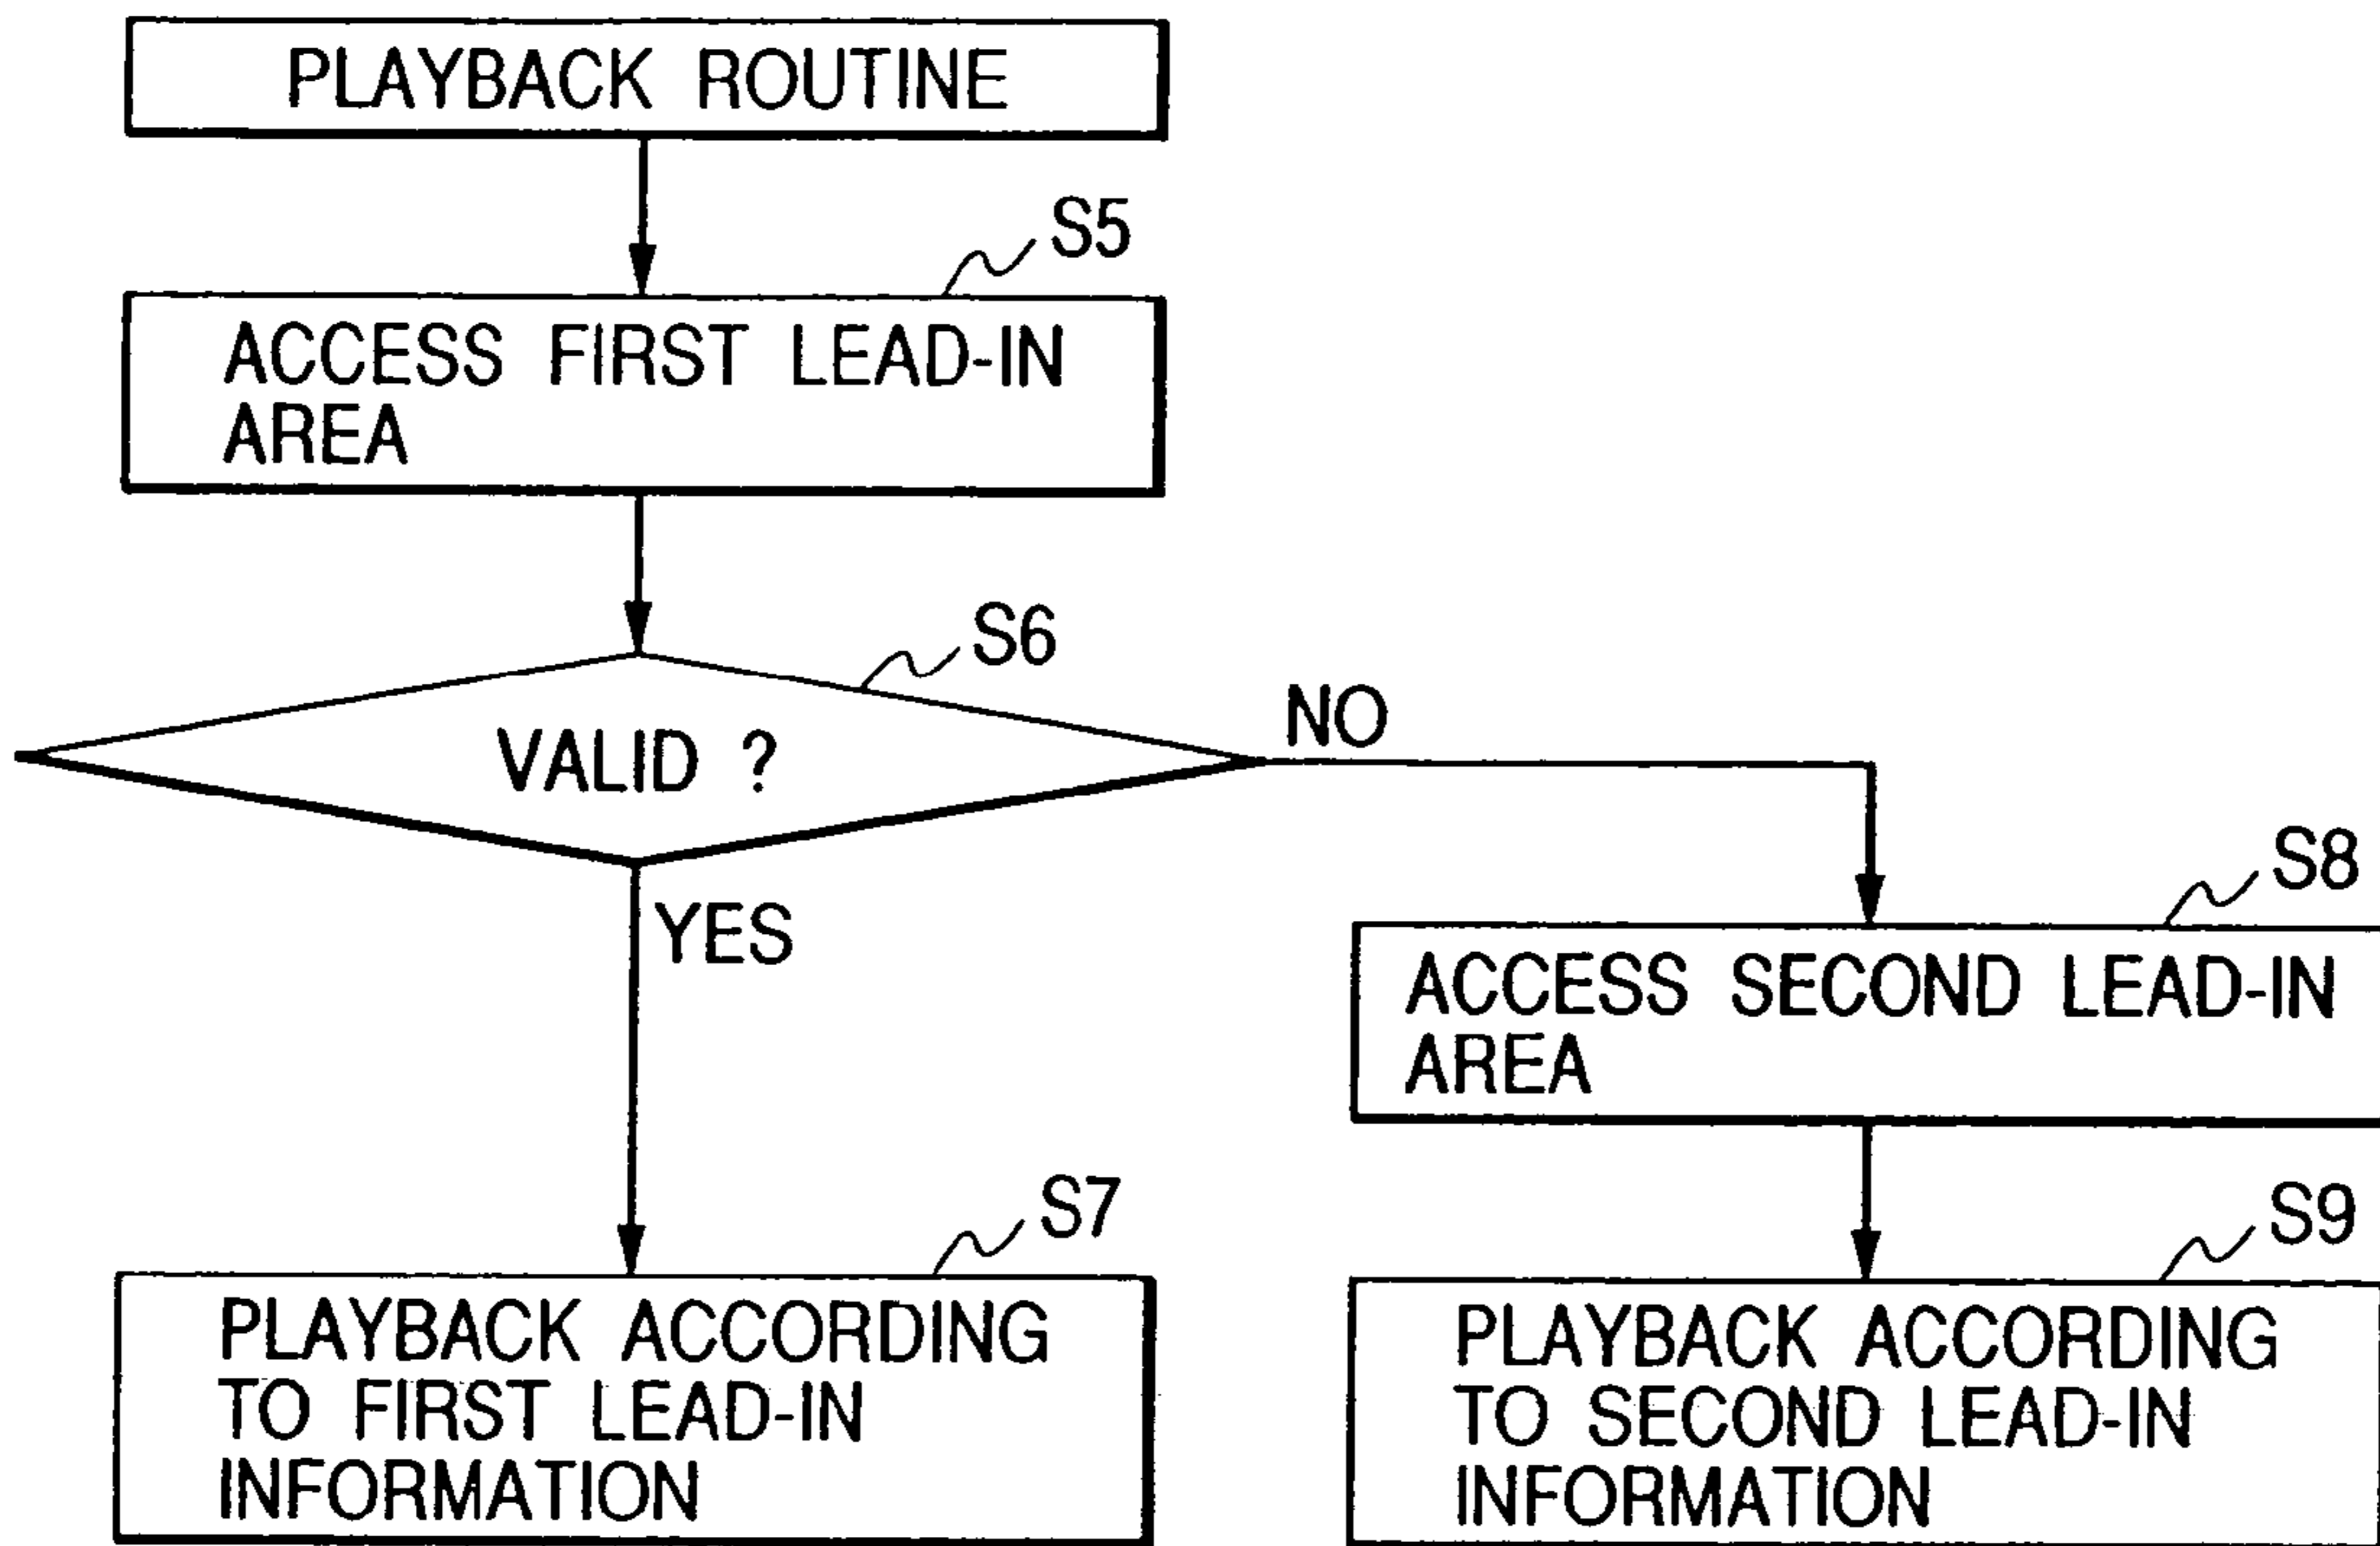 PLAYBACK ROUTINE
S5
ACCESS FIRST LEAD-IN
AREA
S6
VALID ?
NO
YES
S8
ACCESS SECOND LEAD-IN
AREA
S7
PLAYBACK ACCORDING
TO FIRST LEAD-IN
INFORMATION
S9
PLAYBACK ACCORDING
TO SECOND LEAD-IN
INFORMATION